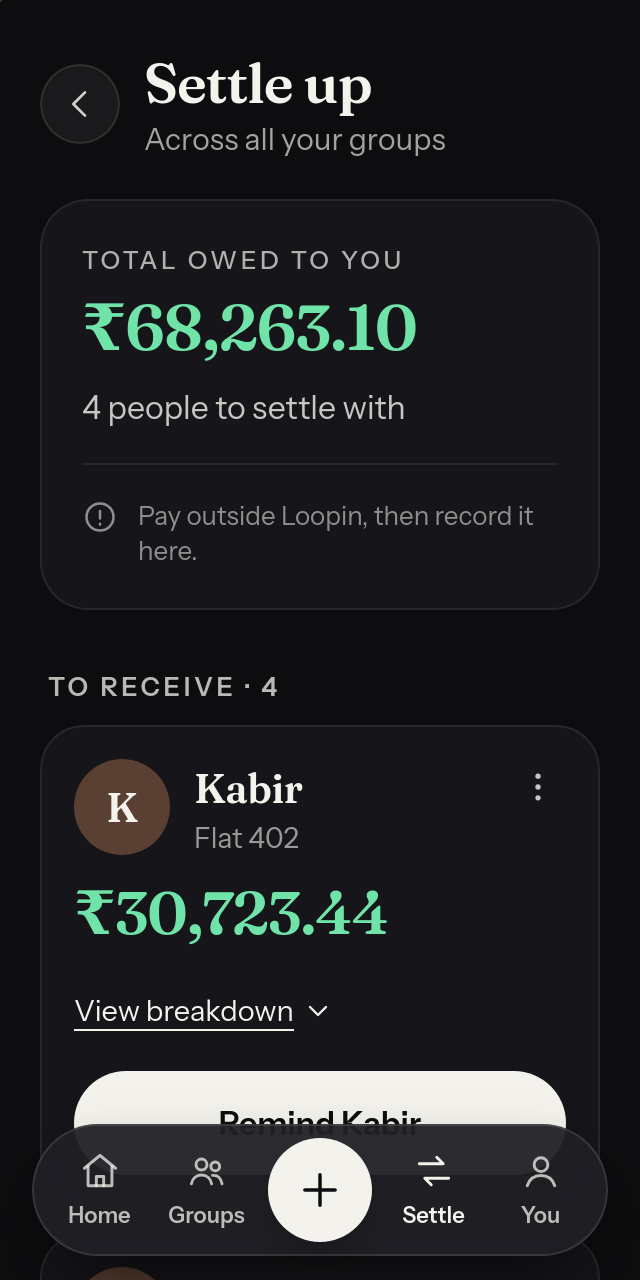 Settle up
Across all your groups
TOTAL OWED TO YOU
₹68,263.10
4 people to settle with
Pay outside Loopin, then record it
here.
TO RECEIVE · 4
K
Kabir
Flat 402
₹30,723.44
View breakdown
Remind Kabir
Home
Groups
Settle
You